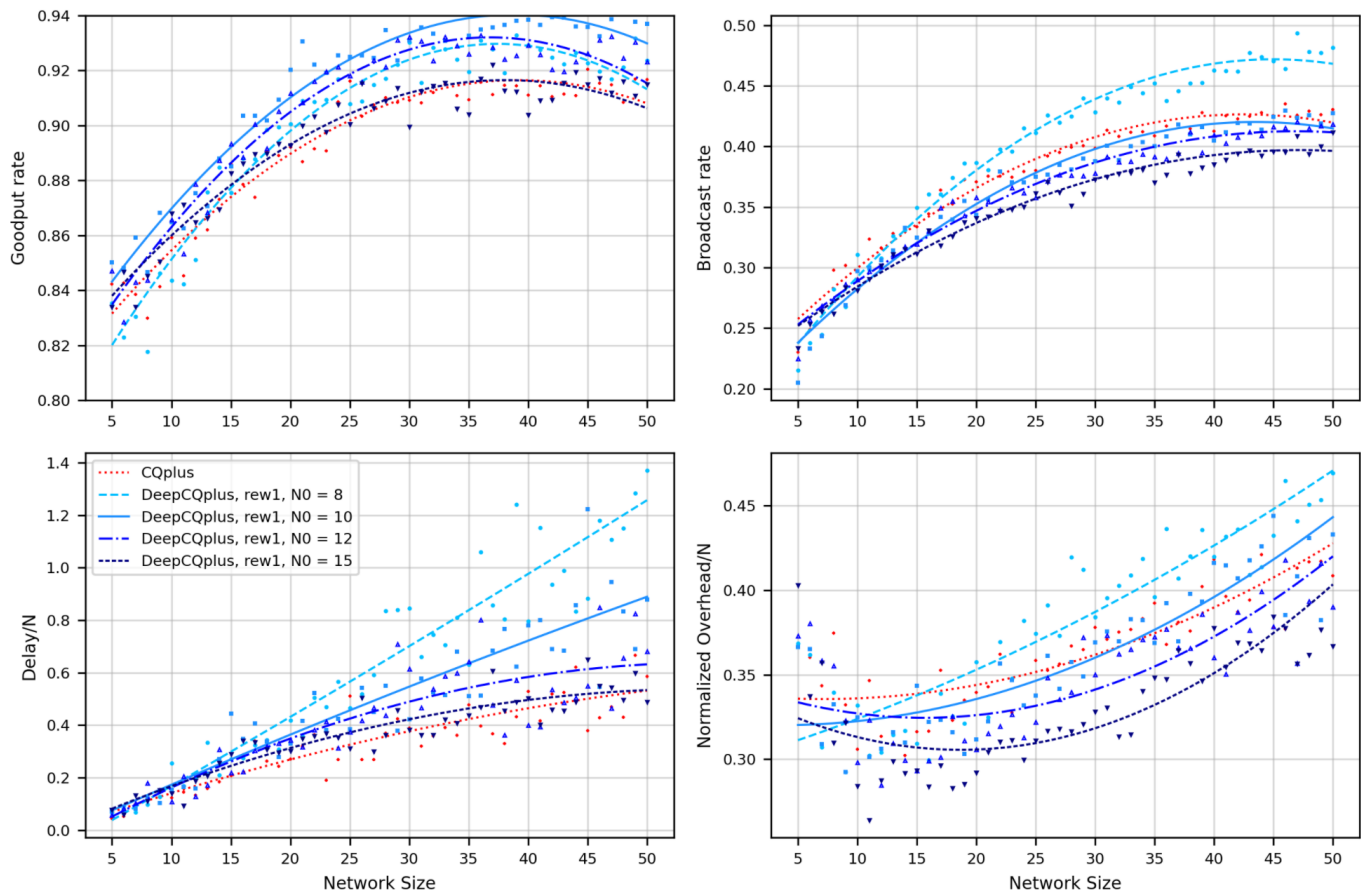 0.94
0.92
0.90
0.88
0.86
0.84
0.82
0.80
Goodput rate
5 10 15 20 25 30 35 40 45 50
0.50
0.45
0.40
0.35
0.30
0.25
0.20
Broadcast rate
5 10 15 20 25 30 35 40 45 50
1.4
1.2
1.0
0.8
0.6
0.4
0.2
0.0
Delay/N
CQplus
DeepCQplus, rew1, N0 = 8
DeepCQplus, rew1, N0 = 10
DeepCQplus, rew1, N0 = 12
DeepCQplus, rew1, N0 = 15
5 10 15 20 25 30 35 40 45 50
Network Size
0.45
0.40
0.35
0.30
Normalized Overhead/N
5 10 15 20 25 30 35 40 45 50
Network Size